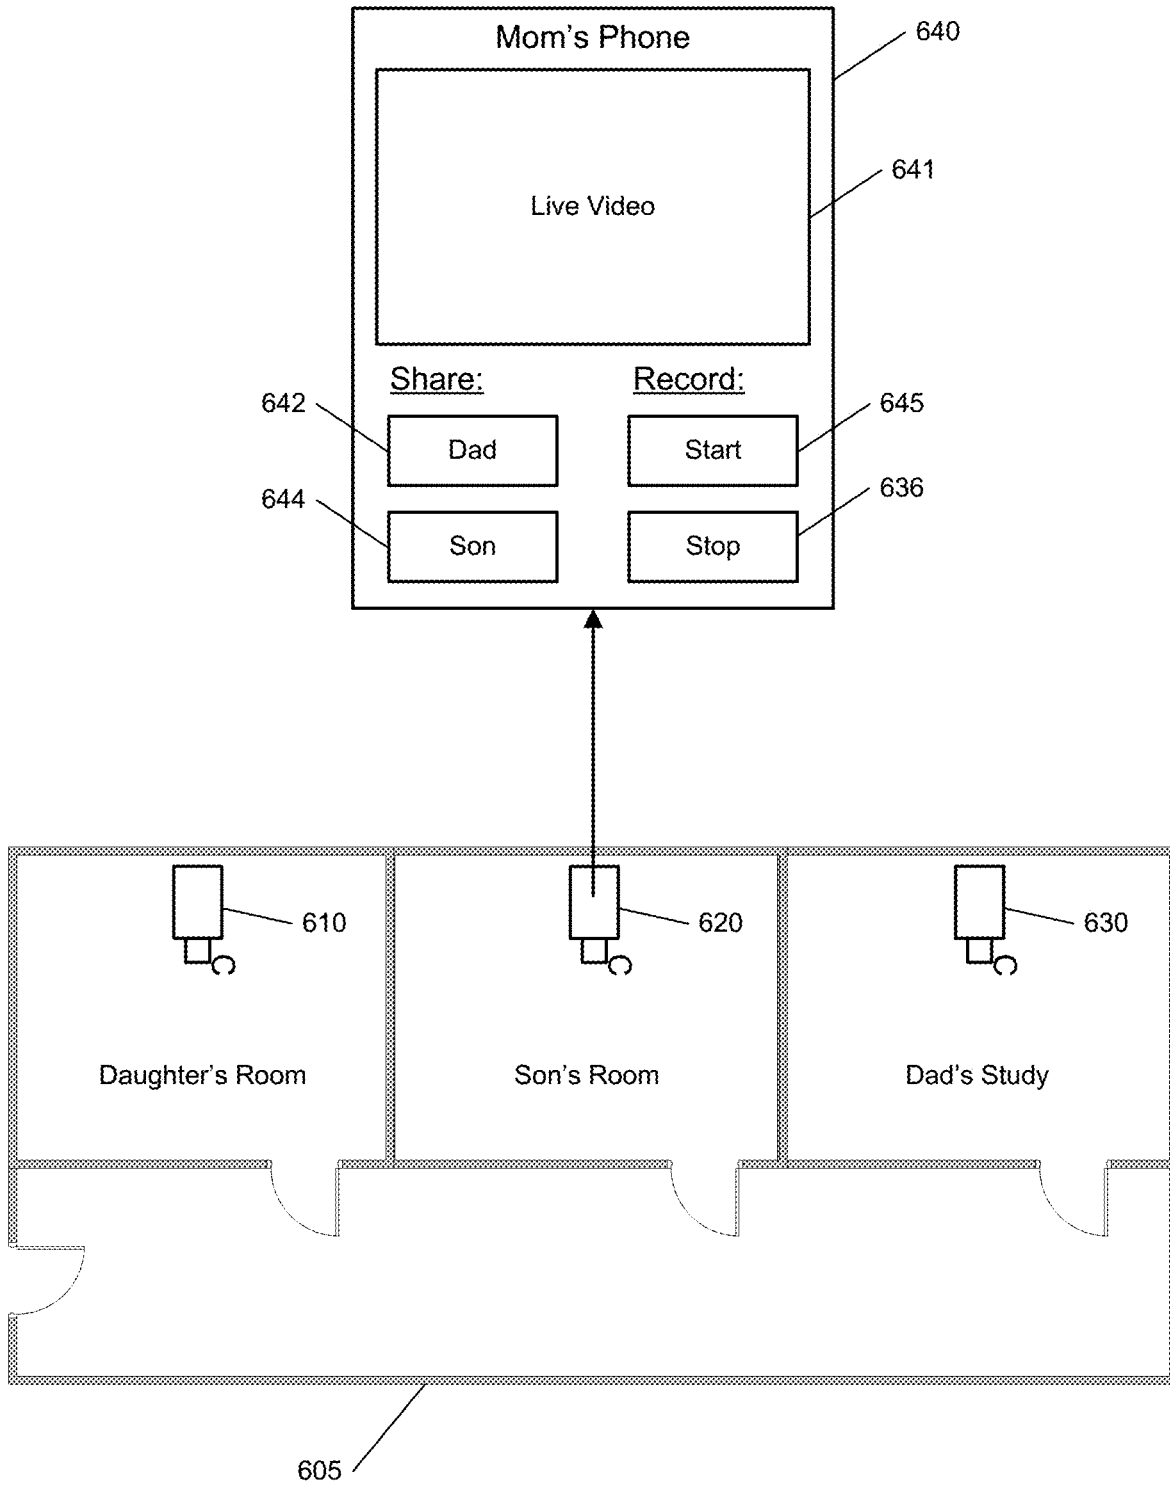 Mom's Phone
640
641
Live Video
Share:
Record:
642
645
Dad
Start
644
636
Son
Stop
610
620
630
Daughter's Room
Son's Room
Dad's Study
605